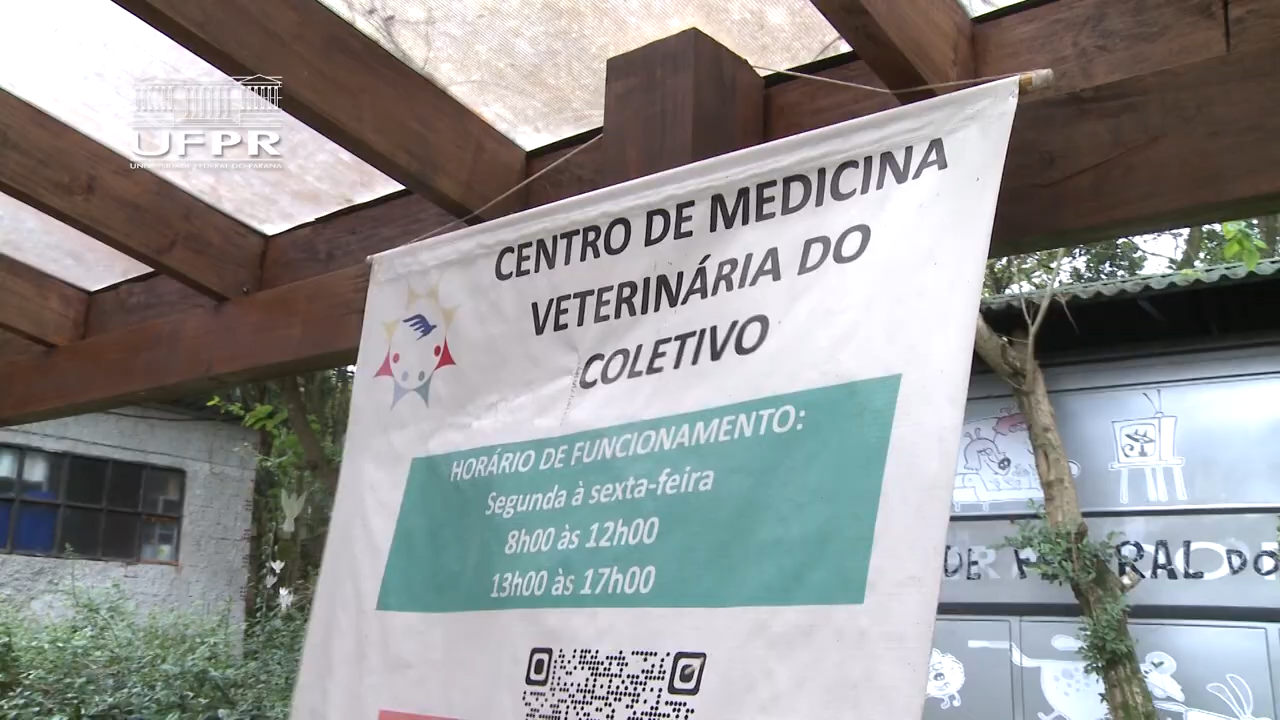 UFPR
UNIVERSIDADE FEDERAL DO PARANÁ
CENTRO DE MEDICINA
VETERINÁRIA DO
COLETIVO
HORÁRIO DE FUNCIONAMENTO:
Segunda à sexta-feira
8h00 às 12h00
13h00 às 17h00
DE RAL DO